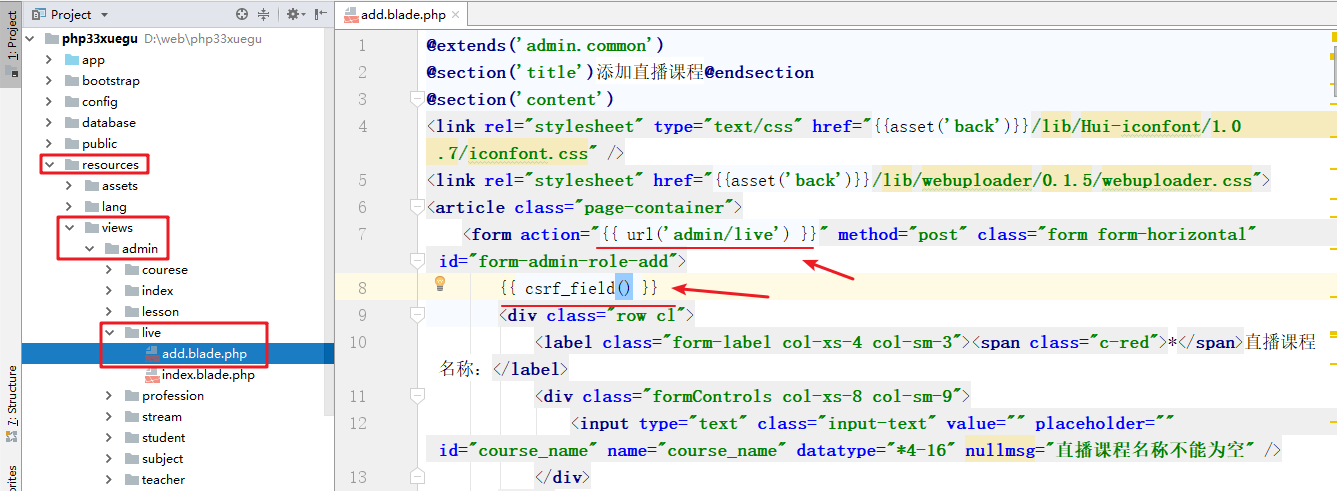 1: Project
7: Structure
Project
php33xuegu D:\web\php33xuegu
app
bootstrap
config
database
public
resources
assets
lang
views
admin
courese
index
lesson
live
add.blade.php
index.blade.php
profession
stream
student
subject
teacher
add.blade.php
1 @extends('admin.common')
2 @section('title')添加直播课程@endsection
3 @section('content')
4 <link rel="stylesheet" type="text/css" href="{{asset('back')}}/lib/Hui-iconfont/1.0
.7/iconfont.css" />
5 <link rel="stylesheet" href="{{asset('back')}}/lib/webuploader/0.1.5/webuploader.css">
6 <article class="page-container">
7 <form action="{{ url('admin/live') }}" method="post" class="form form-horizontal"
id="form-admin-role-add">
8 {{ csrf_field() }}
9 <div class="row cl">
10 <label class="form-label col-xs-4 col-sm-3"><span class="c-red">*</span>直播课程
名称：</label>
11 <div class="formControls col-xs-8 col-sm-9">
12 <input type="text" class="input-text" value="" placeholder=""
id="course_name" name="course_name" datatype="*4-16" nullmsg="直播课程名称不能为空" />
13 </div>